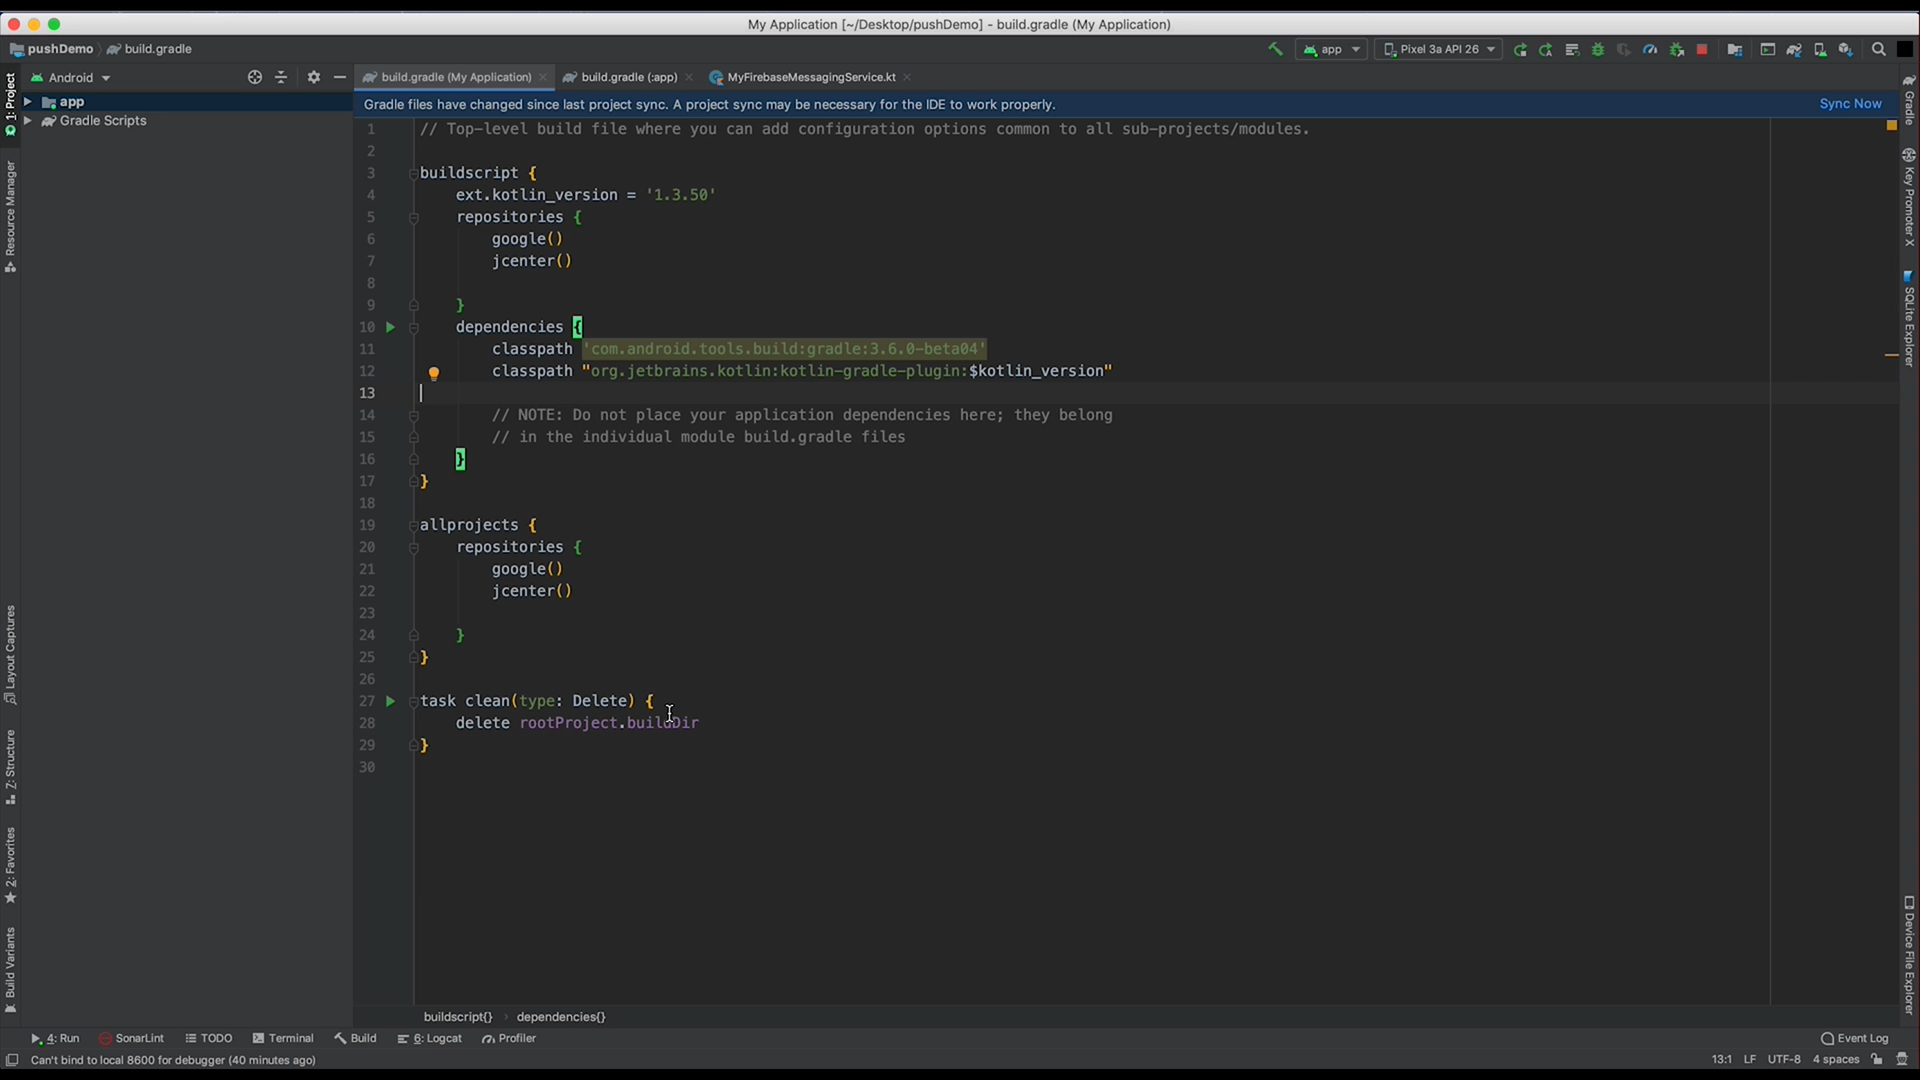 My Application [~/Desktop/pushDemo] - build.gradle (My Application)
pushDemo build.gradle
app Pixel 3a API 26
Android
build.gradle (My Application) build.gradle (:app) MyFirebaseMessagingService.kt
Gradle files have changed since last project sync. A project sync may be necessary for the IDE to work properly. Sync Now
app
Gradle Scripts
1: Project
Resource Manager
Layout Captures
Z: Structure
2: Favorites
Build Variants
1 // Top-level build file where you can add configuration options common to all sub-projects/modules.
2
3 buildscript {
4 ext.kotlin_version = '1.3.50'
5 repositories {
6 google()
7 jcenter()
8
9 }
10 dependencies {
11 classpath 'com.android.tools.build:gradle:3.6.0-beta04'
12 classpath "org.jetbrains.kotlin:kotlin-gradle-plugin:$kotlin_version"
13
14 // NOTE: Do not place your application dependencies here; they belong
15 // in the individual module build.gradle files
16 }
17 }
18
19 allprojects {
20 repositories {
21 google()
22 jcenter()
23
24 }
25 }
26
27 task clean(type: Delete) {
28 delete rootProject.buildDir
29 }
30
Gradle
Key Promoter X
SQLite Explorer
Device File Explorer
buildscript{} › dependencies{}
4: Run SonarLint TODO Terminal Build 6: Logcat Profiler Event Log
Can't bind to local 8600 for debugger (40 minutes ago) 13:1 LF UTF-8 4 spaces